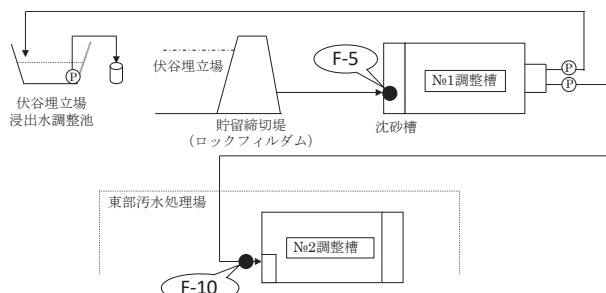 伏谷埋立場
F-5
№1調整槽
P
P
P
伏谷埋立場
浸出水調整池
貯留締切堤
（ロックフィルダム）
沈砂槽
東部汚水処理場
№2調整槽
F-10